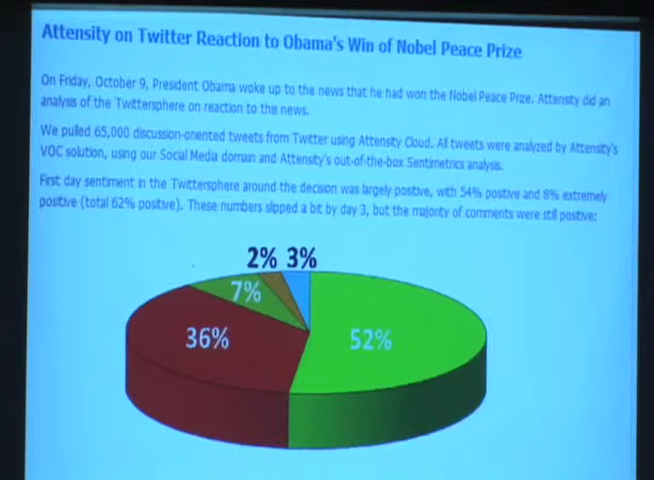 Attensity on Twitter Reaction to Obama's Win of Nobel Peace Prize
On Friday, October 9, President Obama woke up to the news that he had won the Nobel Peace Prize. Attensity did an
analysis of the Twittersphere on reaction to this news.
We pulled 65,000 discussion-oriented tweets from Twitter using Attensity Cloud. All tweets were analyzed by Attensity's
VOC solution, using our Social Media domain and Attensity's out-of-the-box Sentimetrics analysis.
First day sentiment in the Twittersphere around the decision was largely positive, with 54% positive and 8% extremely
positive (total 62% positive). These numbers slipped a bit by day 3, but the majority of comments were still positive:
2% 3%
7%
36%
52%